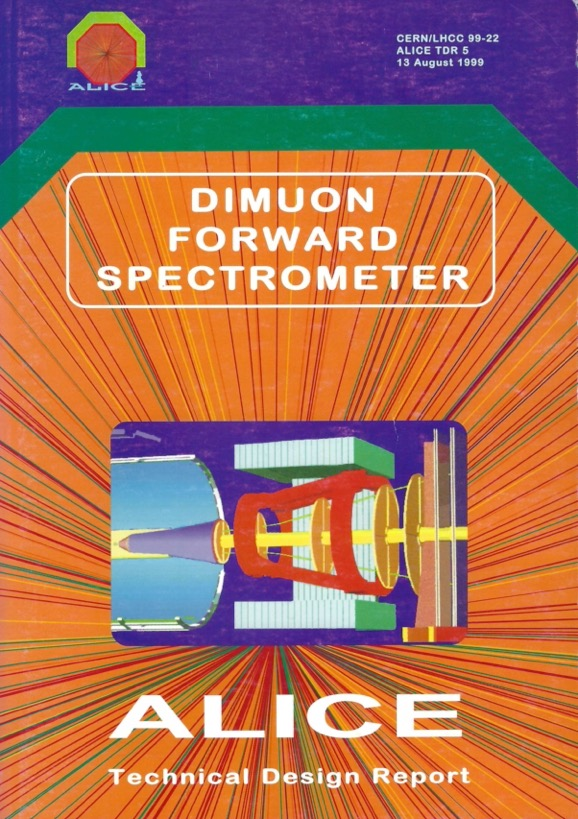 ALICE
CERN/LHCC 99-22
ALICE TDR 5
13 August 1999
DIMUON
FORWARD
SPECTROMETER
ALICE
Technical Design Report